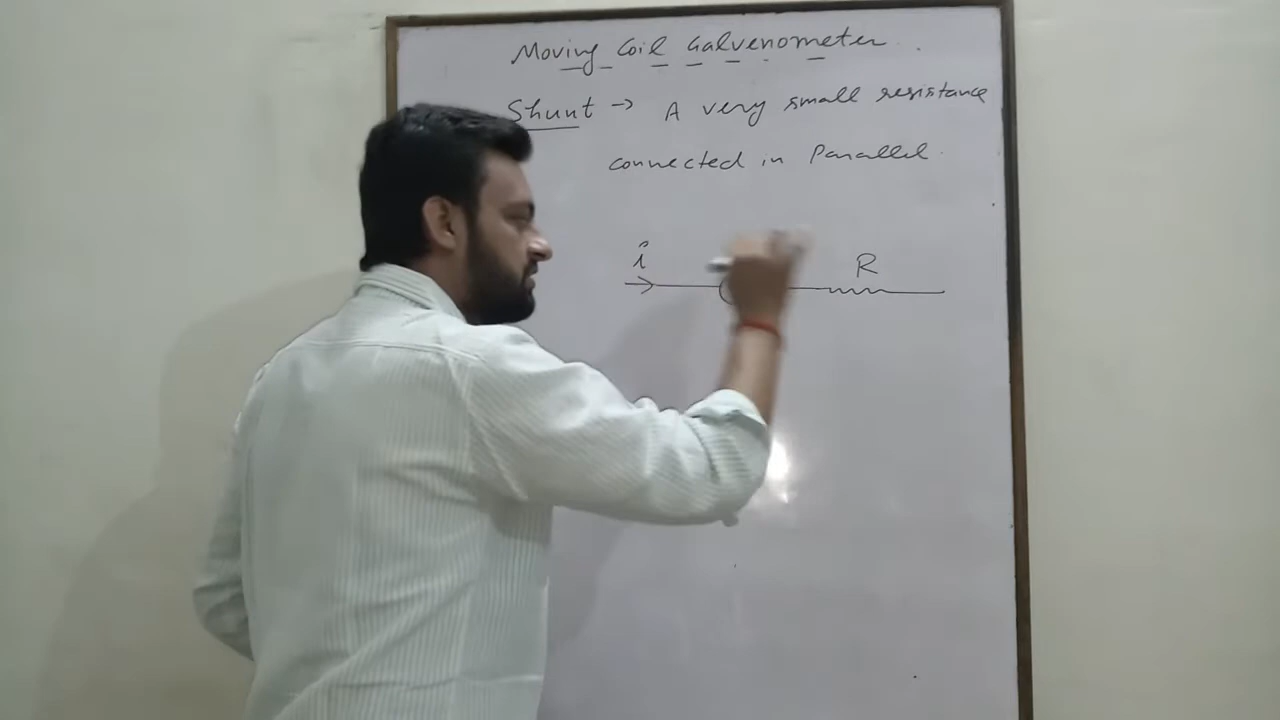 Moving Coil Galvenometer
Shunt → A very small resistance
connected in Parallel.
i
R